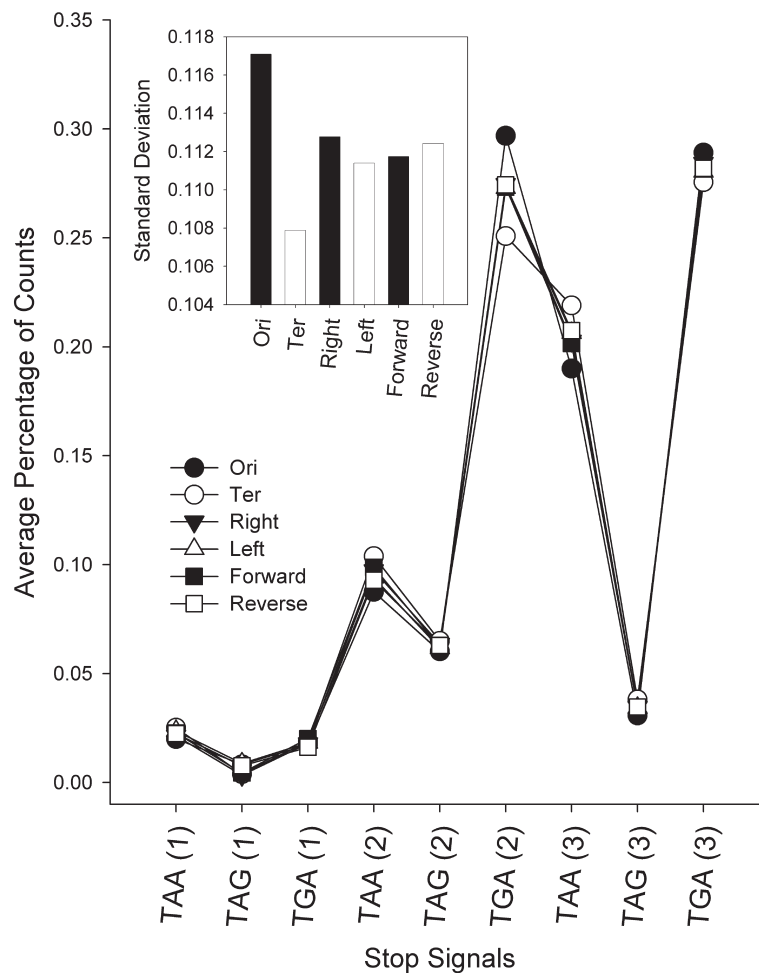 0.35
0.30
0.25
0.20
0.15
0.10
0.05
0.00
Average Percentage of Counts
0.118
0.116
0.114
0.112
0.110
0.108
0.106
0.104
Standard Deviation
Ori
Ter
Right
Left
Forward
Reverse
Ori
Ter
Right
Left
Forward
Reverse
TAA (1)
TAG (1)
TGA (1)
TAA (2)
TAG (2)
TGA (2)
TAA (3)
TAG (3)
TGA (3)
Stop Signals